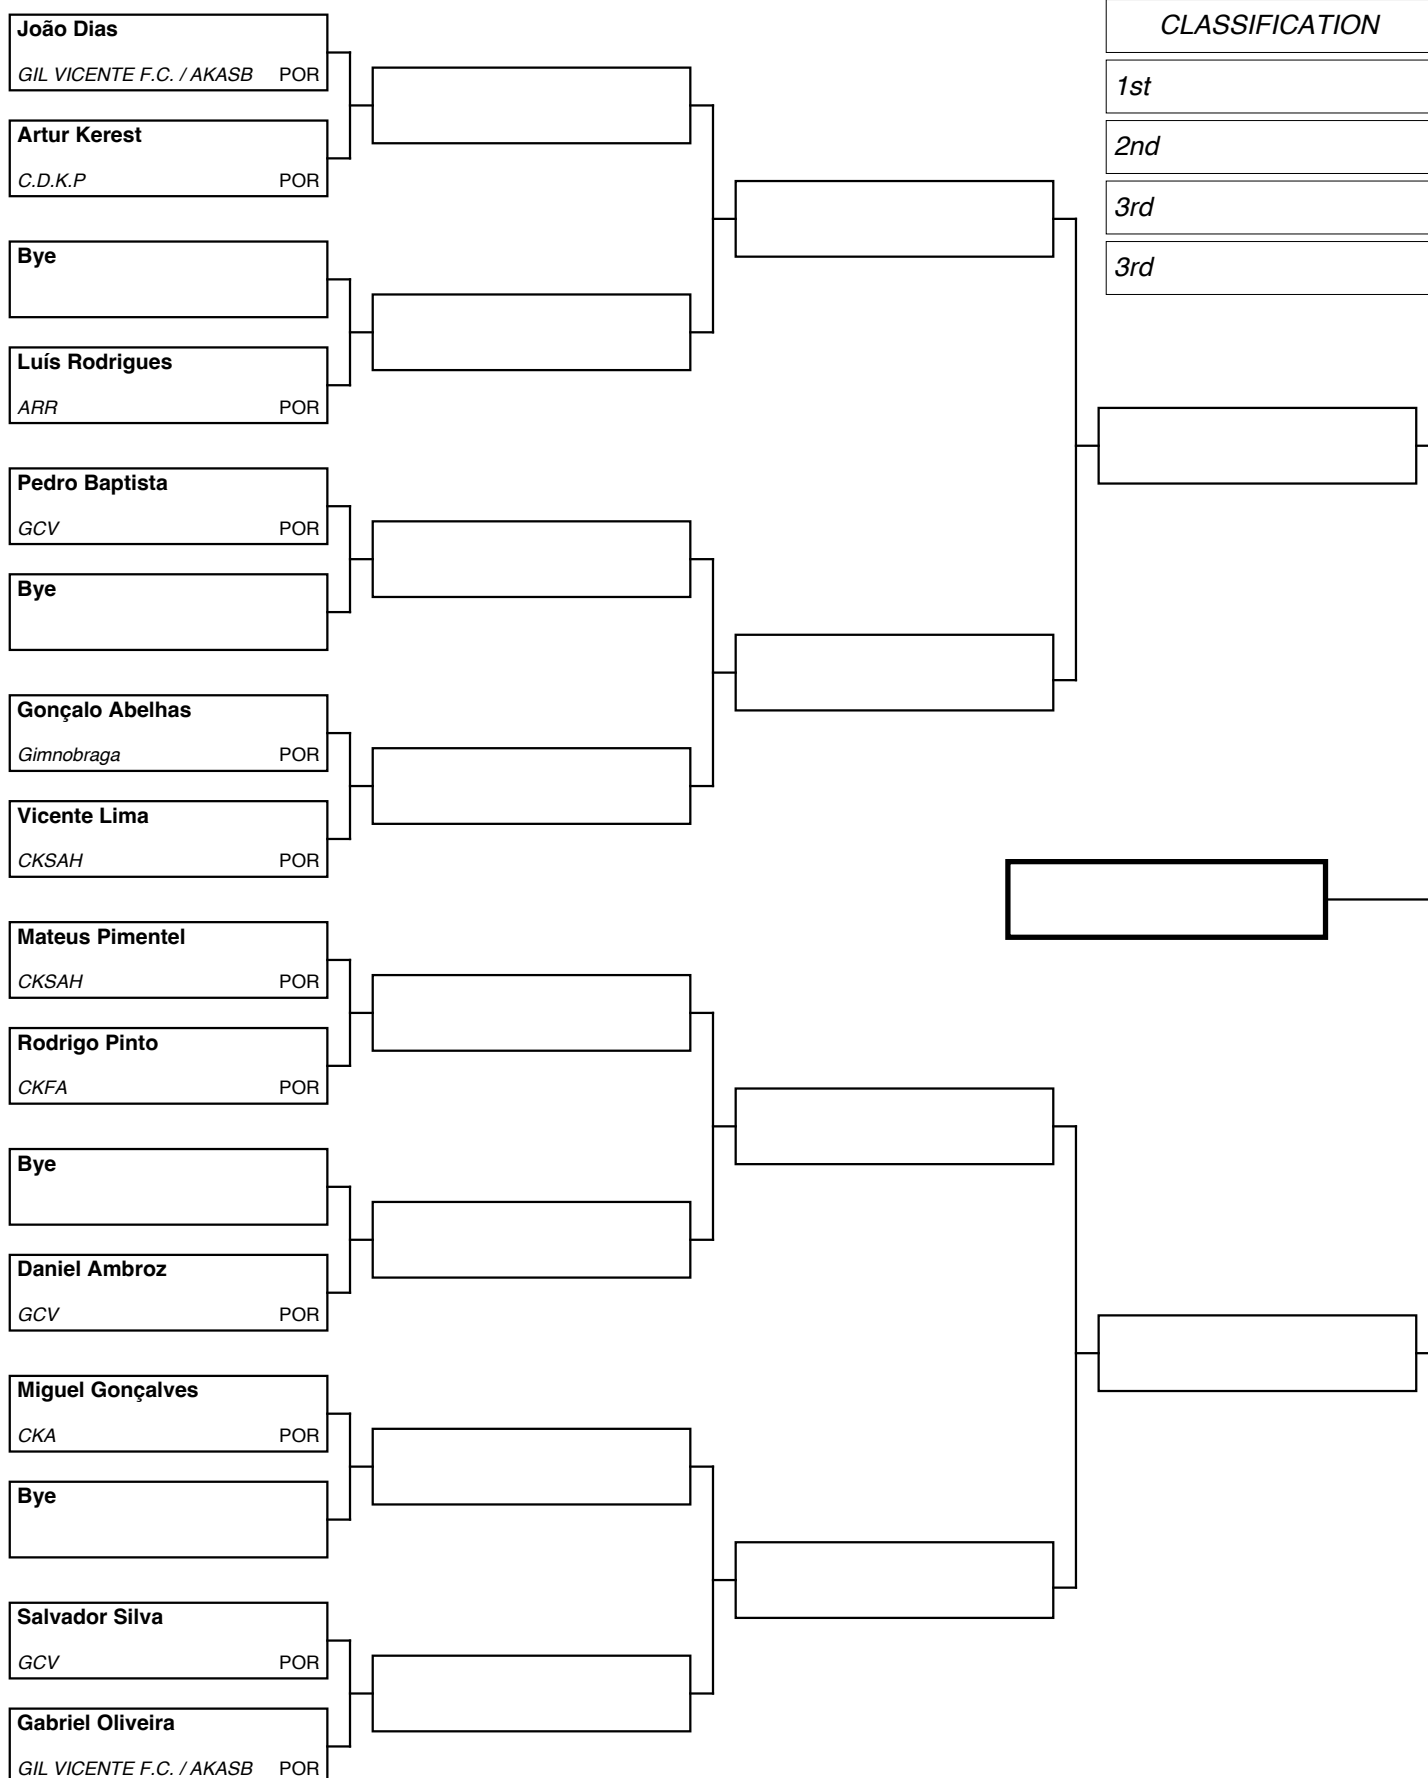 João Dias
GIL VICENTE F.C. / AKASB POR
Artur Kerest
C.D.K.P POR
Bye
Luís Rodrigues
ARR POR
Pedro Baptista
GCV POR
Bye
Gonçalo Abelhas
Gimnobraga POR
Vicente Lima
CKSAH POR
Mateus Pimentel
CKSAH POR
Rodrigo Pinto
CKFA POR
Bye
Daniel Ambroz
GCV POR
Miguel Gonçalves
CKA POR
Bye
Salvador Silva
GCV POR
Gabriel Oliveira
GIL VICENTE F.C. / AKASB POR
CLASSIFICATION
1st
2nd
3rd
3rd